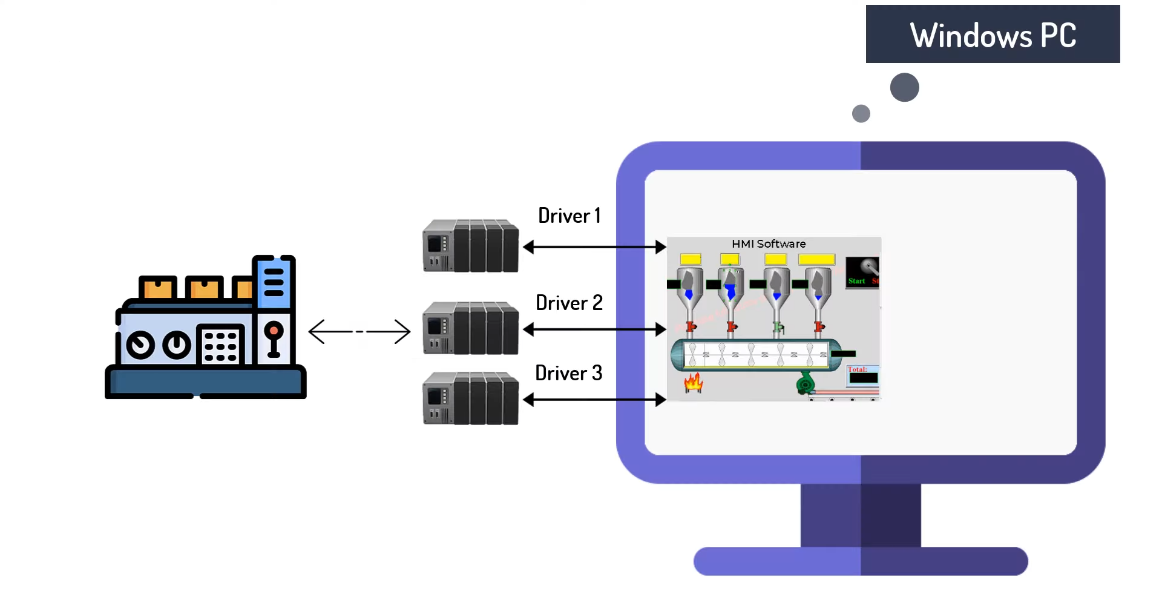 Windows PC
Driver 1
HMI Software
Start
Driver 2
Driver 3
Total: